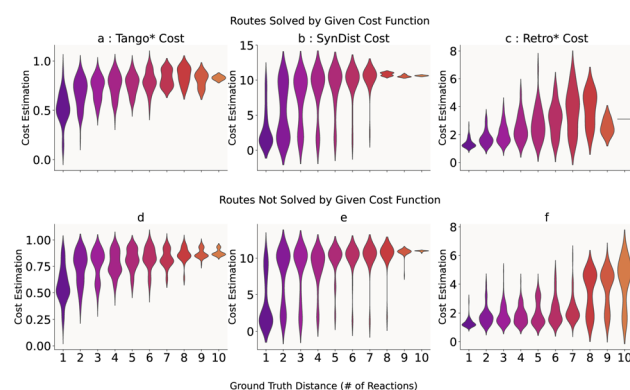 Routes Solved by Given Cost Function
a : Tango* Cost
b : SynDist Cost
c : Retro* Cost
Cost Estimation
1.0
0.5
0.0
Cost Estimation
15
10
5
0
Cost Estimation
8
6
4
2
0
Routes Not Solved by Given Cost Function
d
e
f
Cost Estimation
1.00
0.75
0.50
0.25
0.00
1 2 3 4 5 6 7 8 9 10
Cost Estimation
10
5
0
1 2 3 4 5 6 7 8 9 10
Cost Estimation
6
4
2
0
1 2 3 4 5 6 7 8 9 10
Ground Truth Distance (# of Reactions)